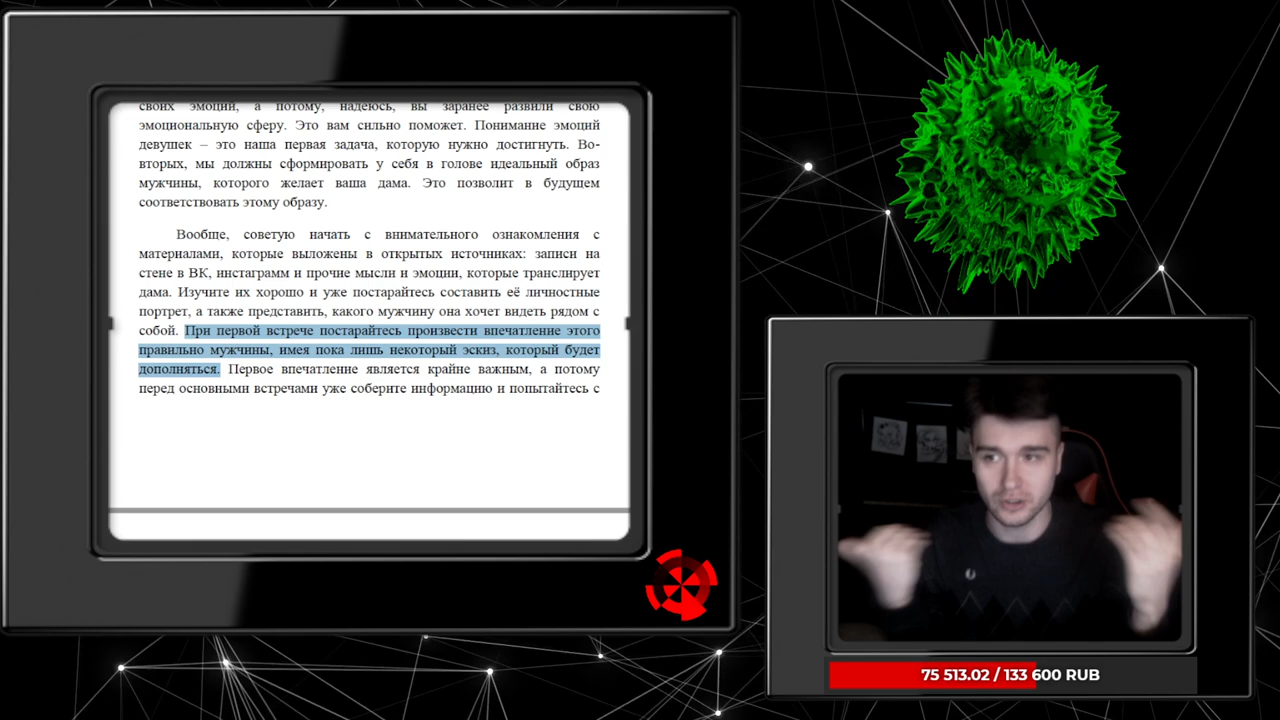 своих эмоций, а потому, надеюсь, вы заранее развили свою
эмоциональную сферу. Это вам сильно поможет. Понимание эмоций
девушек – это наша первая задача, которую нужно достигнуть. Во-
вторых, мы должны сформировать у себя в голове идеальный образ
мужчины, которого желает ваша дама. Это позволит в будущем
соответствовать этому образу.
Вообще, советую начать с внимательного ознакомления с
материалами, которые выложены в открытых источниках: записи на
стене в ВК, инстаграмм и прочие мысли и эмоции, которые транслирует
дама. Изучите их хорошо и уже постарайтесь составить её личностные
портрет, а также представить, какого мужчину она хочет видеть рядом с
собой. При первой встрече постарайтесь произвести впечатление этого
правильно мужчины, имея пока лишь некоторый эскиз, который будет
дополняться. Первое впечатление является крайне важным, а потому
перед основными встречами уже соберите информацию и попытайтесь с
75 513.02 / 133 600 RUB